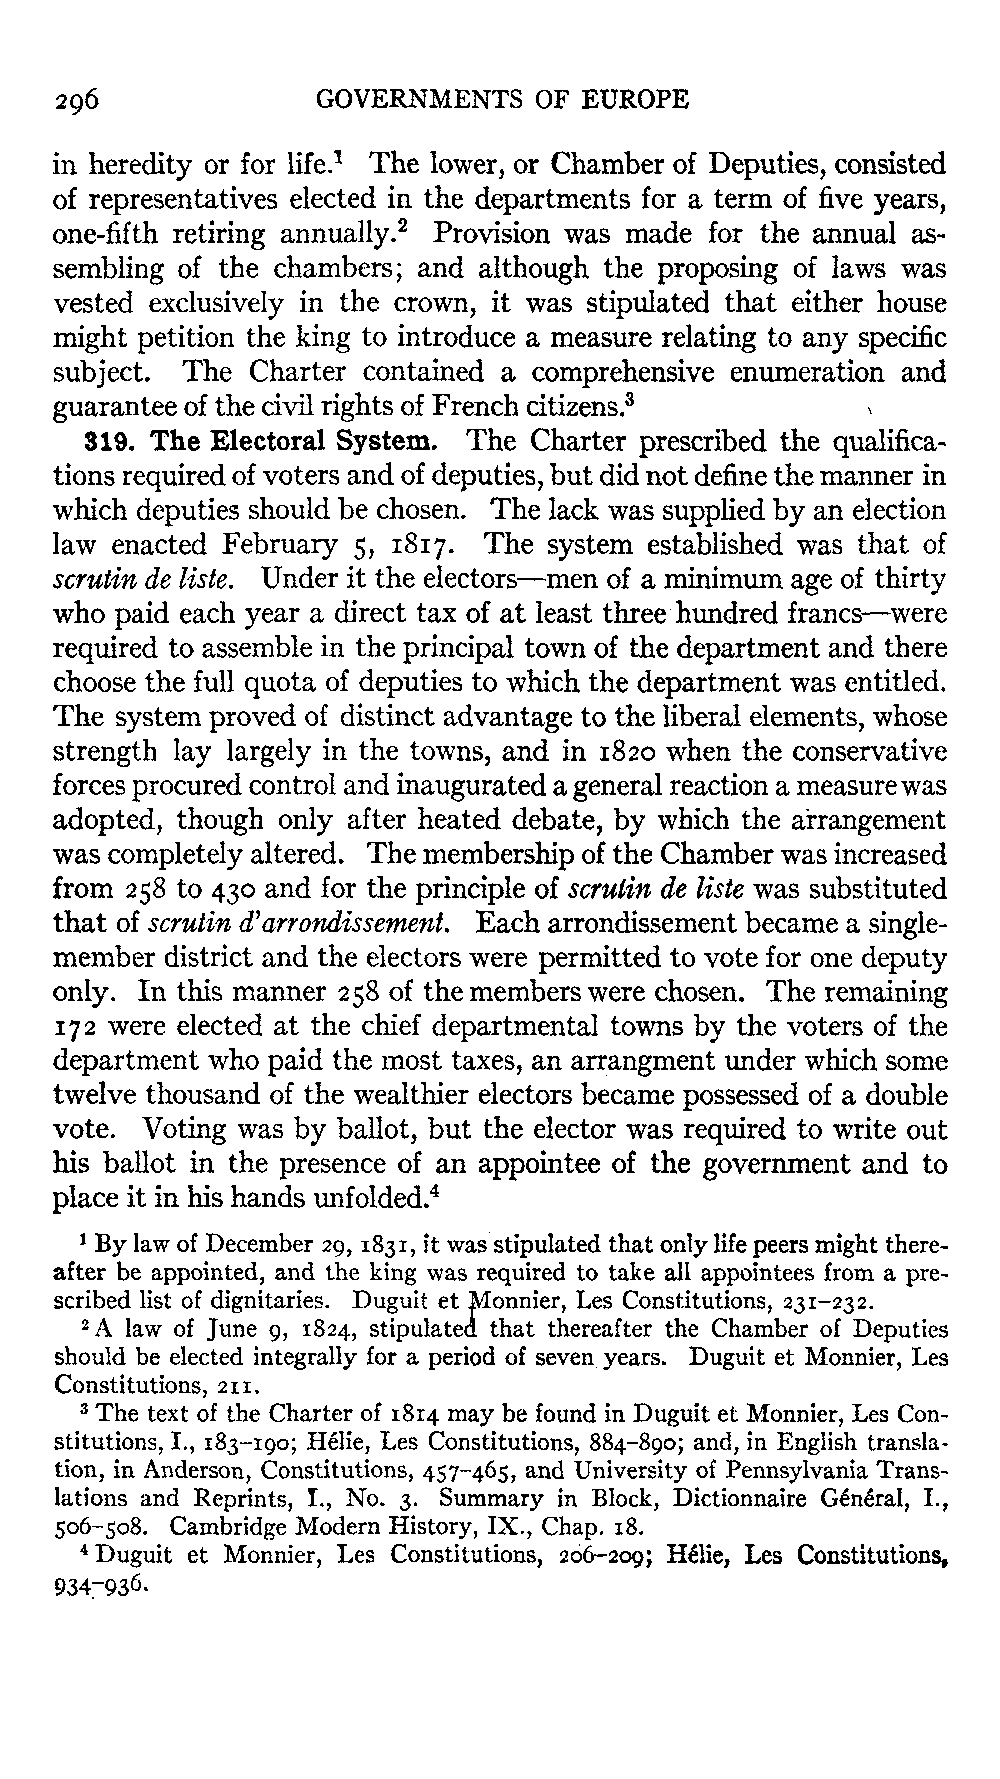 296 GOVERNMENTS OF EUROPE
in heredity or for life.¹ The lower, or Chamber of Deputies, consisted
of representatives elected in the departments for a term of five years,
one-fifth retiring annually.² Provision was made for the annual as-
sembling of the chambers; and although the proposing of laws was
vested exclusively in the crown, it was stipulated that either house
might petition the king to introduce a measure relating to any specific
subject. The Charter contained a comprehensive enumeration and
guarantee of the civil rights of French citizens.³
319. The Electoral System. The Charter prescribed the qualifica-
tions required of voters and of deputies, but did not define the manner in
which deputies should be chosen. The lack was supplied by an election
law enacted February 5, 1817. The system established was that of
scrutin de liste. Under it the electors—men of a minimum age of thirty
who paid each year a direct tax of at least three hundred francs—were
required to assemble in the principal town of the department and there
choose the full quota of deputies to which the department was entitled.
The system proved of distinct advantage to the liberal elements, whose
strength lay largely in the towns, and in 1820 when the conservative
forces procured control and inaugurated a general reaction a measure was
adopted, though only after heated debate, by which the arrangement
was completely altered. The membership of the Chamber was increased
from 258 to 430 and for the principle of scrutin de liste was substituted
that of scrutin d'arrondissement. Each arrondissement became a single-
member district and the electors were permitted to vote for one deputy
only. In this manner 258 of the members were chosen. The remaining
172 were elected at the chief departmental towns by the voters of the
department who paid the most taxes, an arrangment under which some
twelve thousand of the wealthier electors became possessed of a double
vote. Voting was by ballot, but the elector was required to write out
his ballot in the presence of an appointee of the government and to
place it in his hands unfolded.⁴
¹ By law of December 29, 1831, it was stipulated that only life peers might there-
after be appointed, and the king was required to take all appointees from a pre-
scribed list of dignitaries. Duguit et Monnier, Les Constitutions, 231–232.
² A law of June 9, 1824, stipulated that thereafter the Chamber of Deputies
should be elected integrally for a period of seven years. Duguit et Monnier, Les
Constitutions, 211.
³ The text of the Charter of 1814 may be found in Duguit et Monnier, Les Con-
stitutions, I., 183–190; Hélie, Les Constitutions, 884–890; and, in English transla-
tion, in Anderson, Constitutions, 457–465, and University of Pennsylvania Trans-
lations and Reprints, I., No. 3. Summary in Block, Dictionnaire Général, I.,
506–508. Cambridge Modern History, IX., Chap. 18.
⁴ Duguit et Monnier, Les Constitutions, 206–209; Hélie, Les Constitutions,
934–936.